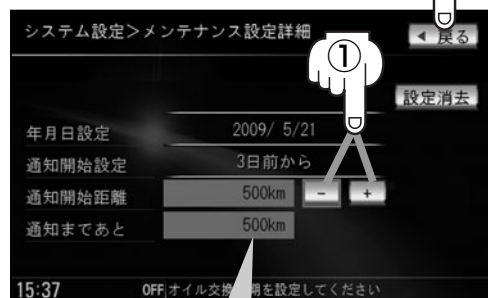 システム設定>メンテナンス設定詳細
◀ 戻る
①
設定消去
年月日設定 2009/ 5/21
通知開始設定 3日前から
通知開始距離 500km - +
通知まであと 500km
15:37 OFF オイル交換 期を設定してください